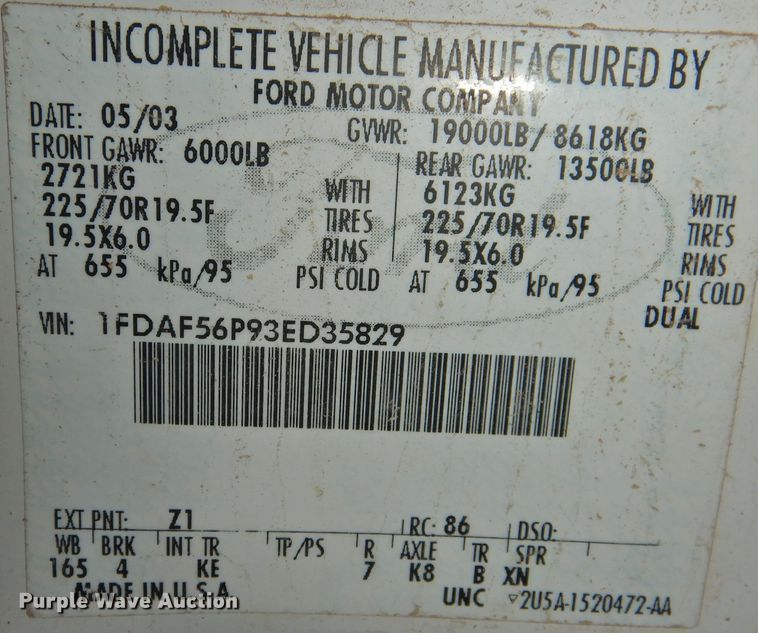 INCOMPLETE VEHICLE MANUFACTURED BY
FORD MOTOR COMPANY
DATE: 05/03 GVWR: 19000LB/ 8618KG
FRONT GAWR: 6000LB REAR GAWR: 13500LB
2721KG WITH 6123KG WITH
225/70R19.5F TIRES 225/70R19.5F TIRES
19.5X6.0 RIMS 19.5X6.0 RIMS
AT 655 kPa/95 PSI COLD AT 655 kPa/95 PSI COLD
DUAL
VIN: 1FDAF56P93ED35829
EXT PNT: Z1 RC: 86 DSO:
WB BRK INT TR TP/PS R AXLE TR SPR
165 4 KE 7 K8 B XN
MADE IN U.S.A UNC 2U5A-1520472-AA
Ford
Purple Wave Auction